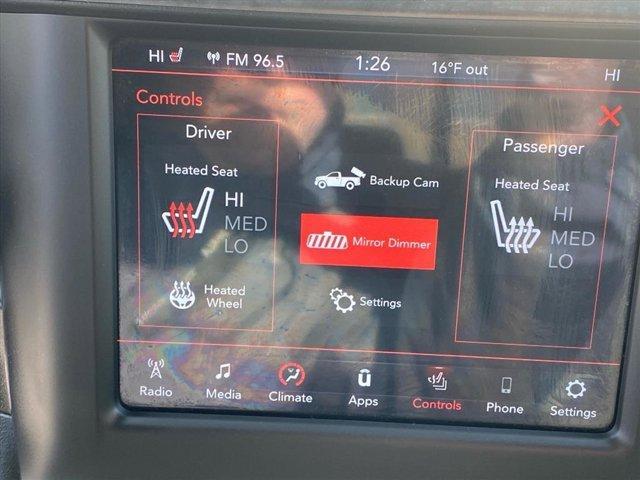 HI FM 96.5 1:26 16°F out HI
Controls
Driver
Heated Seat
HI
MED
LO
Heated
Wheel
Backup Cam
Mirror Dimmer
Settings
Passenger
Heated Seat
HI
MED
LO
Radio Media Climate Apps Controls Phone Settings